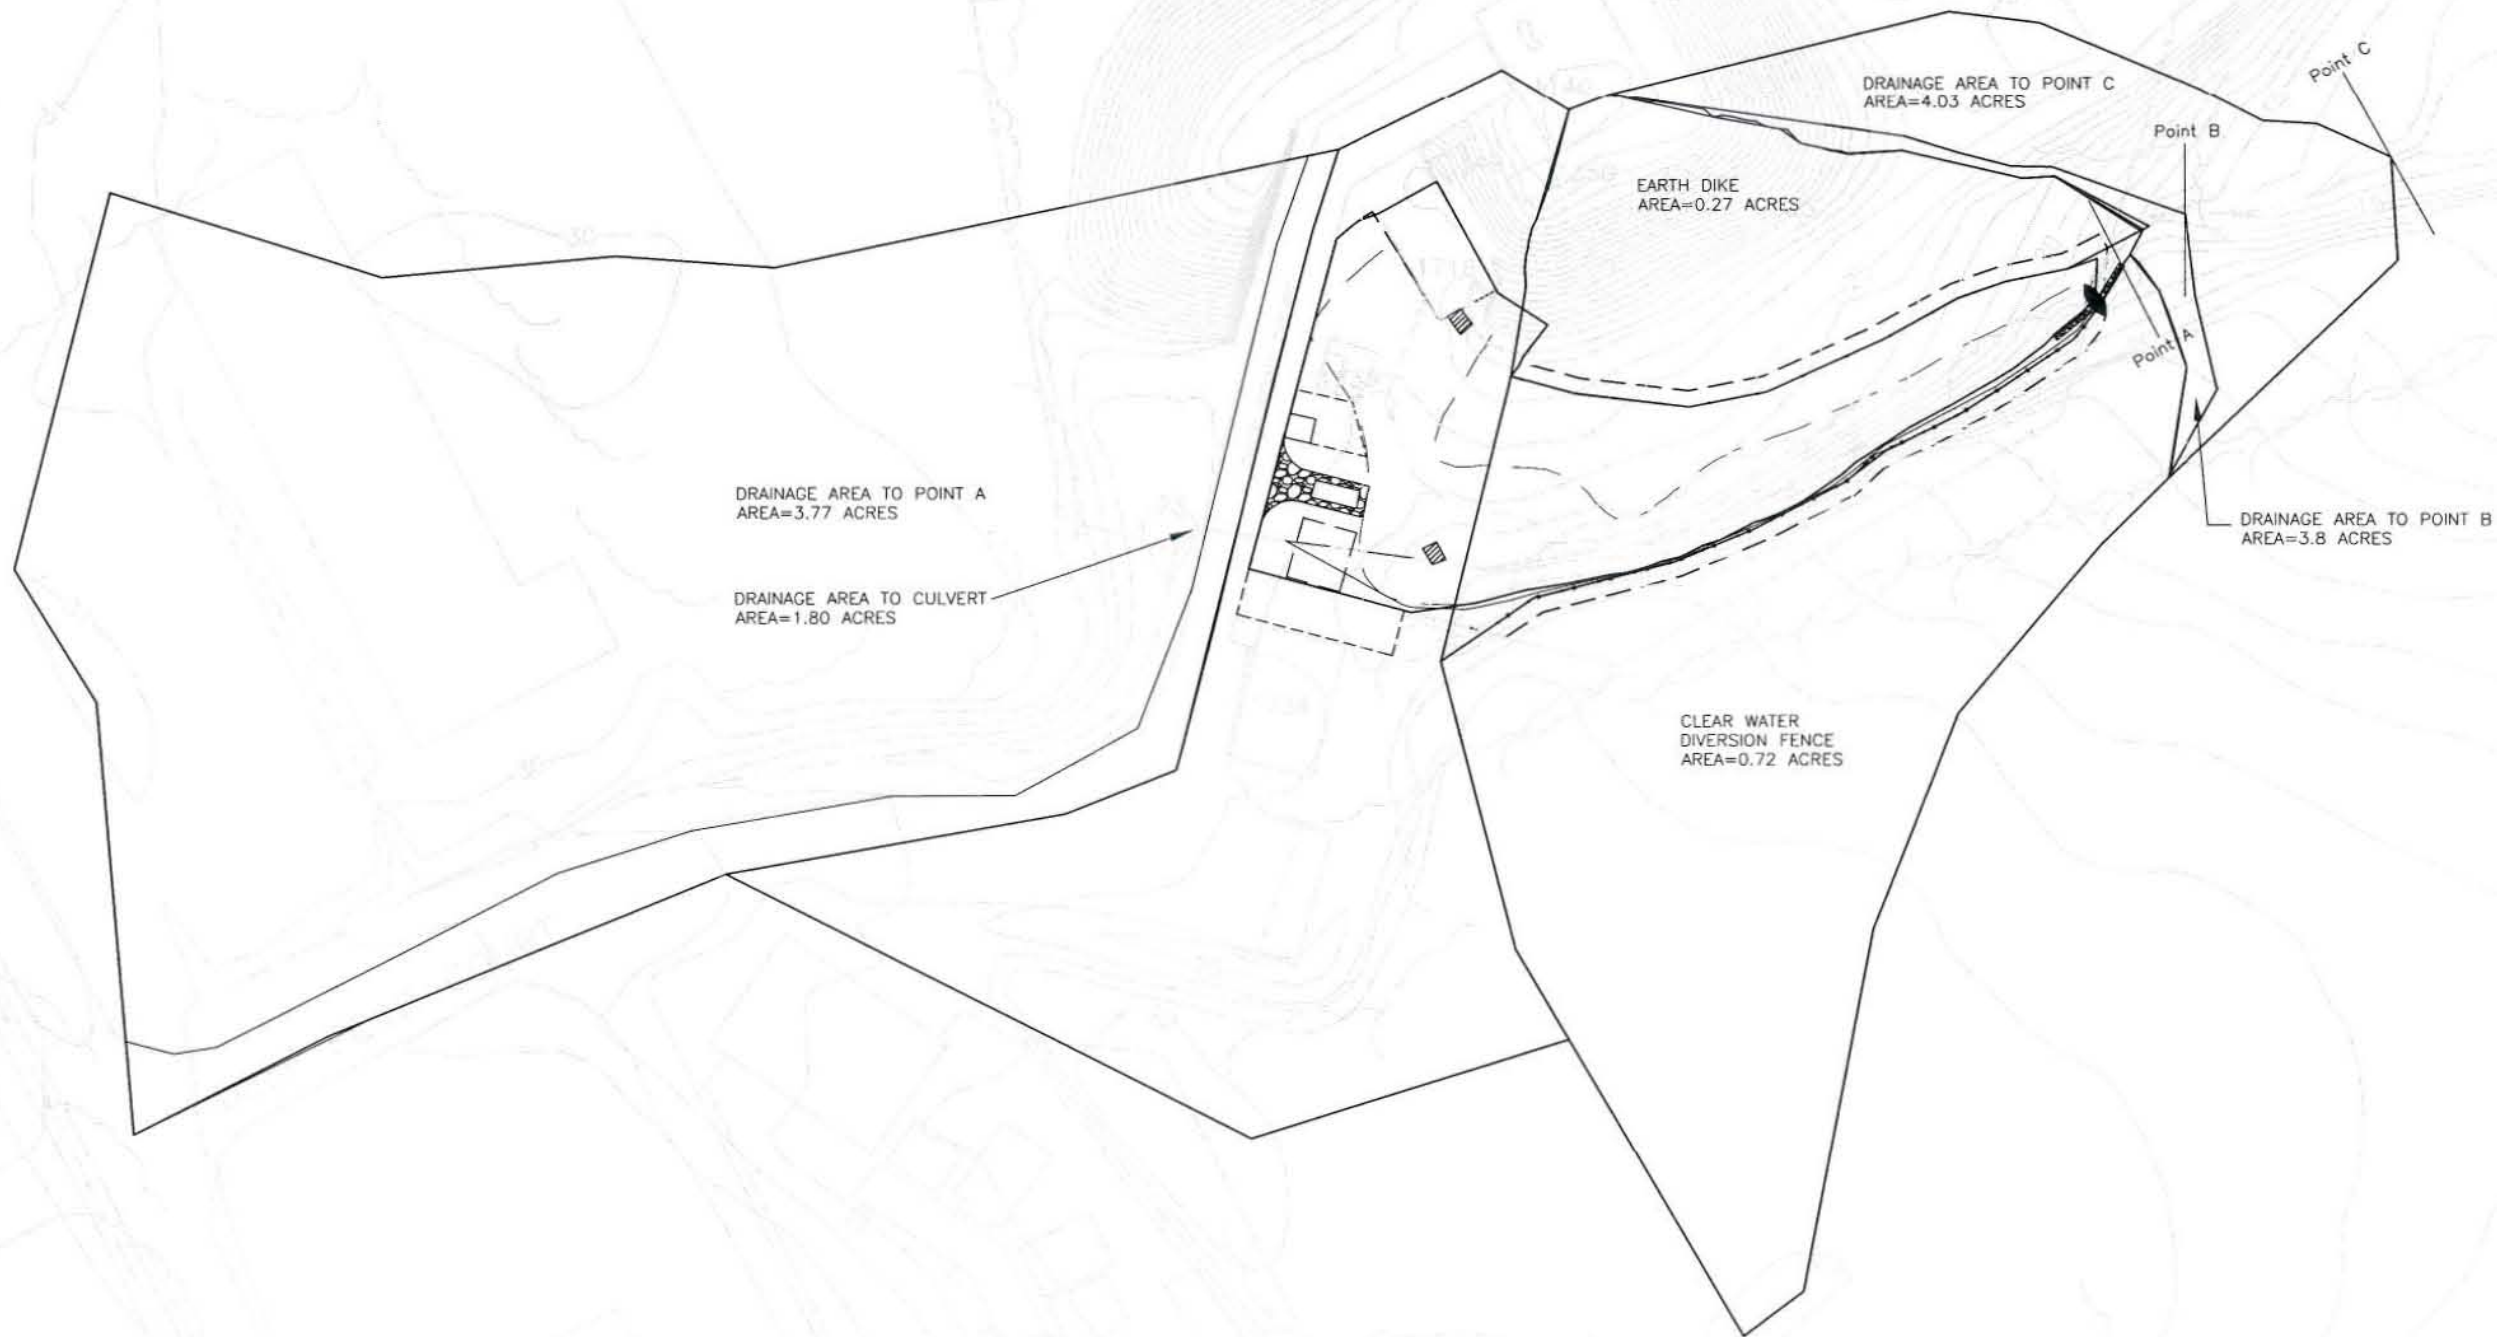 Point C
DRAINAGE AREA TO POINT C
AREA=4.03 ACRES
Point B
EARTH DIKE
AREA=0.27 ACRES
Point A
DRAINAGE AREA TO POINT A
AREA=3.77 ACRES
DRAINAGE AREA TO POINT B
AREA=3.8 ACRES
DRAINAGE AREA TO CULVERT
AREA=1.80 ACRES
CLEAR WATER
DIVERSION FENCE
AREA=0.72 ACRES